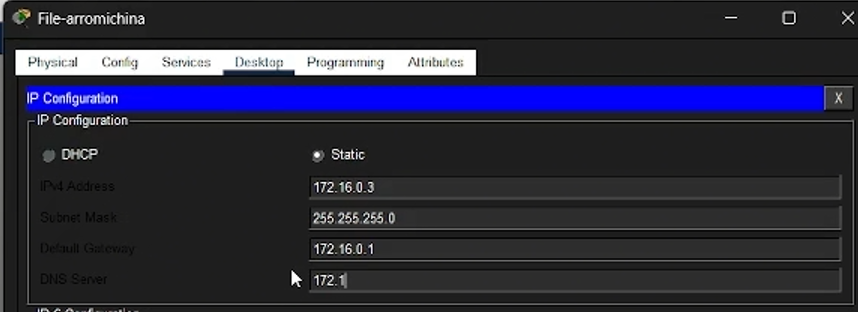 File-arromichina
Physical Config Services Desktop Programming Attributes
IP Configuration X
IP Configuration
DHCP Static
IPv4 Address 172.16.0.3
Subnet Mask 255.255.255.0
Default Gateway 172.16.0.1
DNS Server 172.1